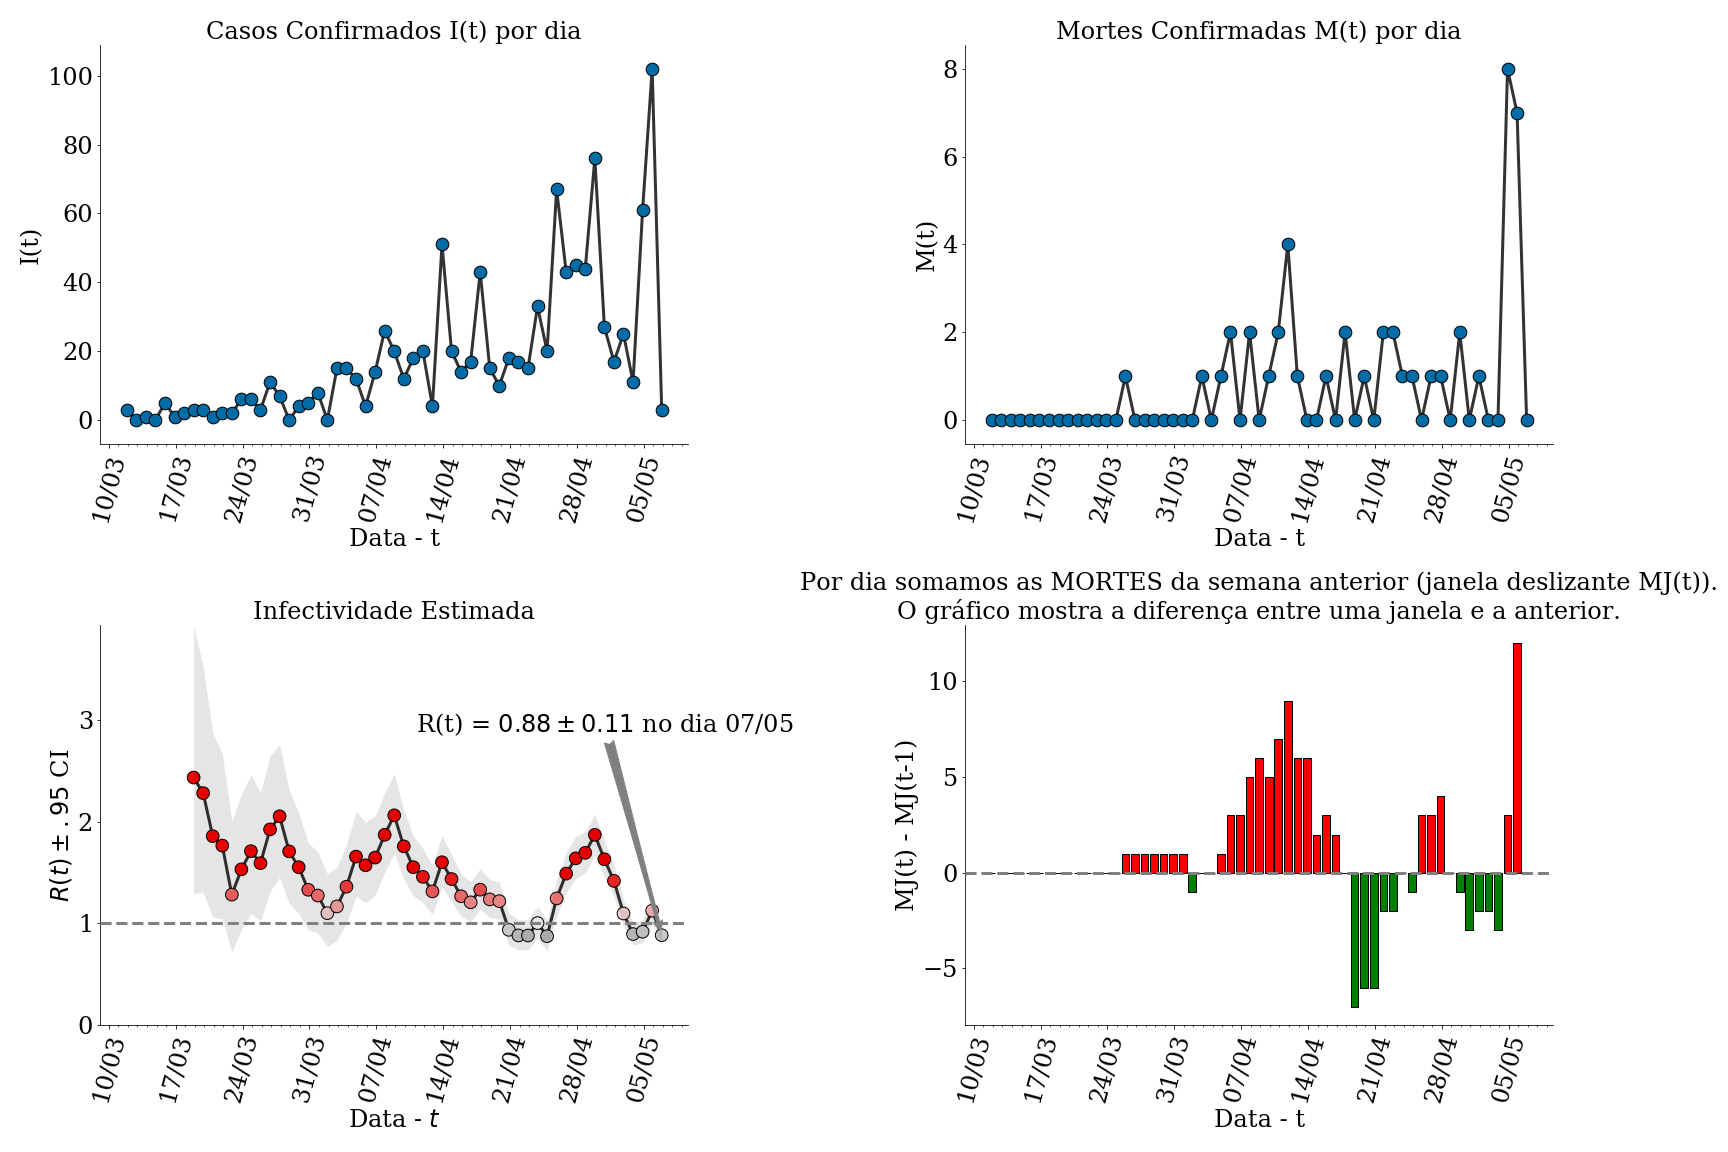 Casos Confirmados I(t) por dia
I(t)
100
80
60
40
20
0
10/03 17/03 24/03 31/03 07/04 14/04 21/04 28/04 05/05
Data - t
Mortes Confirmadas M(t) por dia
M(t)
8
6
4
2
0
10/03 17/03 24/03 31/03 07/04 14/04 21/04 28/04 05/05
Data - t
Infectividade Estimada
R(t) ± .95 CI
3
2
1
0
R(t) = 0.88 ± 0.11 no dia 07/05
10/03 17/03 24/03 31/03 07/04 14/04 21/04 28/04 05/05
Data - t
Por dia somamos as MORTES da semana anterior (janela deslizante MJ(t)).
O gráfico mostra a diferença entre uma janela e a anterior.
MJ(t) - MJ(t-1)
10
5
0
−5
10/03 17/03 24/03 31/03 07/04 14/04 21/04 28/04 05/05
Data - t